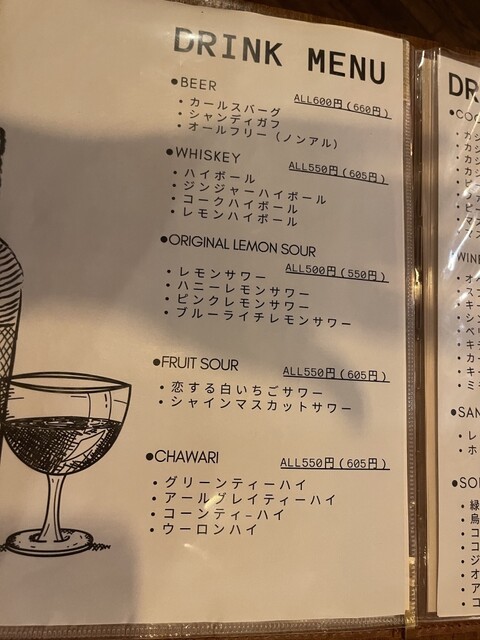 DRINK MENU
●BEER
ALL600円(660円)
・カールスバーグ
・シャンディガフ
・オールフリー(ノンアル)
●WHISKEY
ALL550円(605円)
・ハイボール
・ジンジャーハイボール
・コークハイボール
・レモンハイボール
●ORIGINAL LEMON SOUR
ALL500円(550円)
・レモンサワー
・ハニーレモンサワー
・ピンクレモンサワー
・ブルーライチレモンサワー
●FRUIT SOUR
ALL550円(605円)
・恋する白いちごサワー
・シャインマスカットサワー
●CHAWARI
ALL550円(605円)
・グリーンティーハイ
・アールグレイティーハイ
・コーンティ-ハイ
・ウーロンハイ
DR